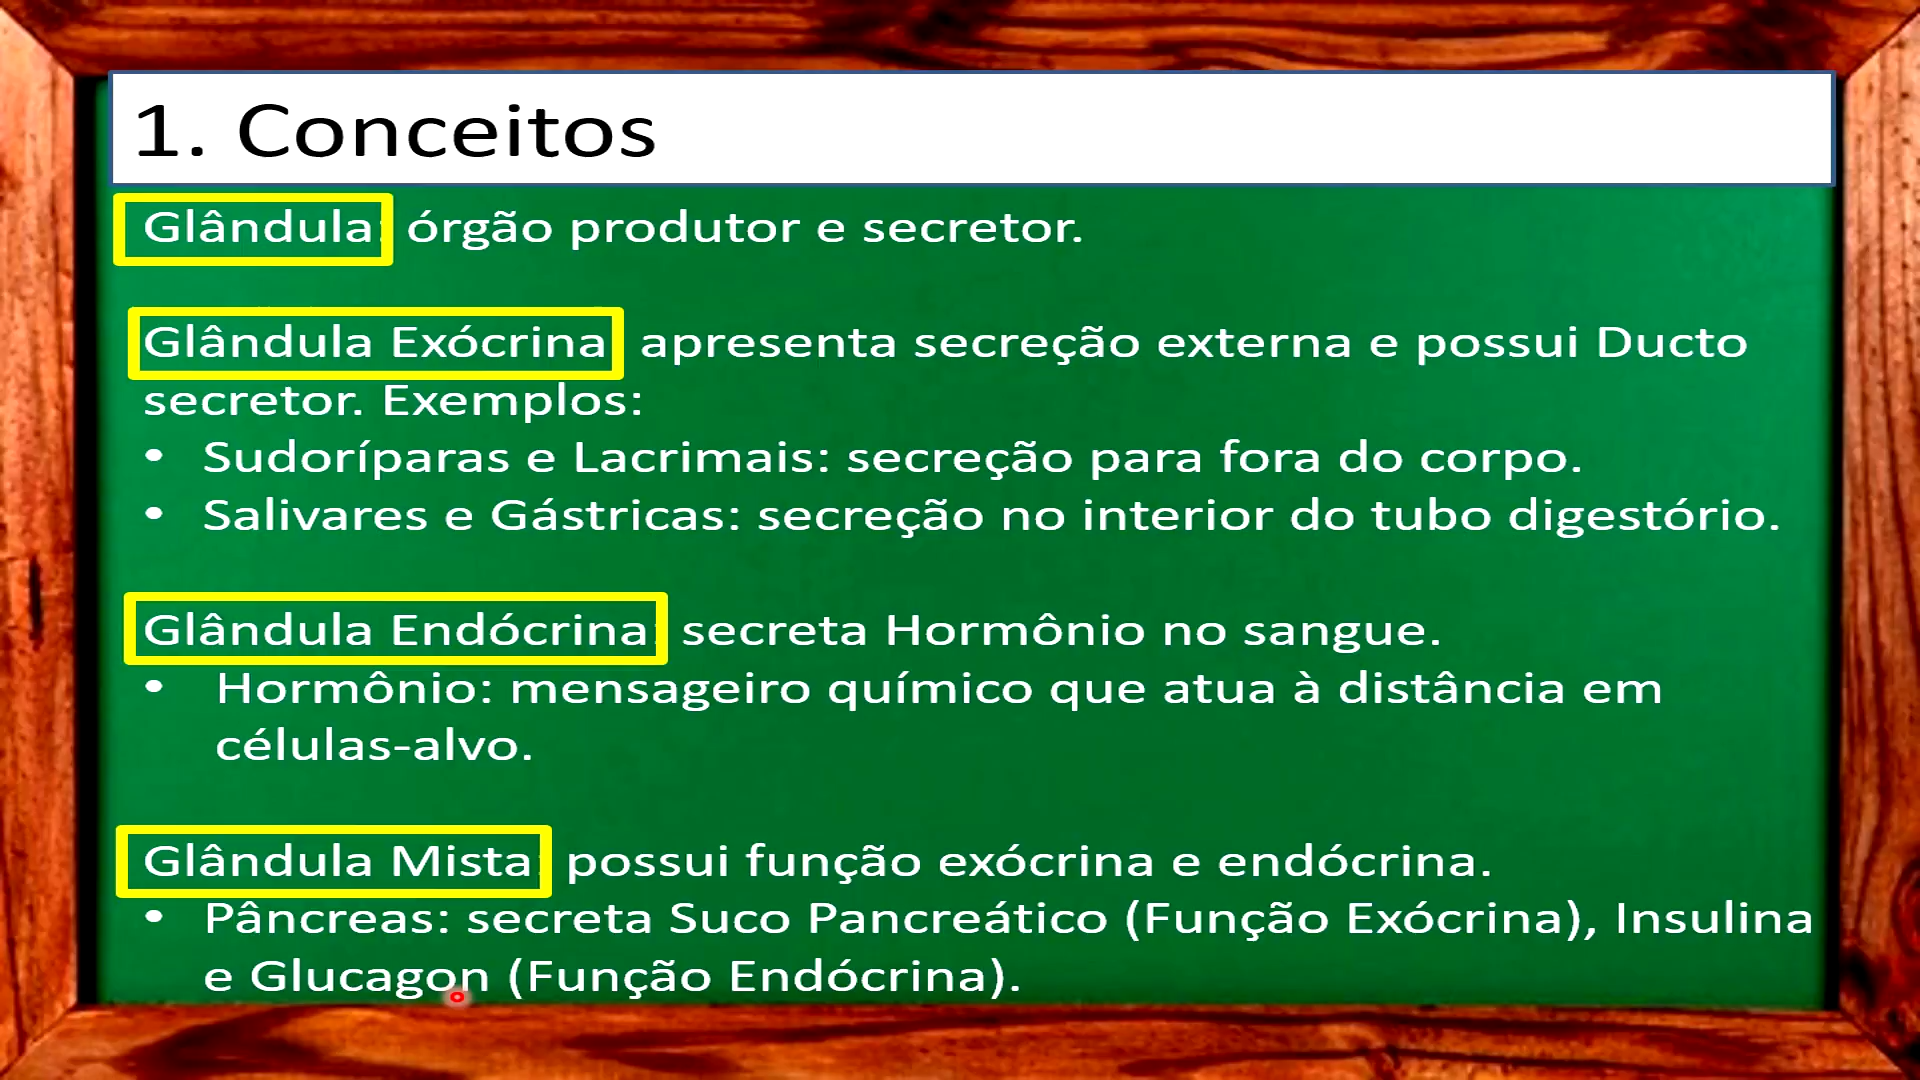 1. Conceitos
Glândula: órgão produtor e secretor.
Glândula Exócrina apresenta secreção externa e possui Ducto
secretor. Exemplos:
• Sudoríparas e Lacrimais: secreção para fora do corpo.
• Salivares e Gástricas: secreção no interior do tubo digestório.
Glândula Endócrina: secreta Hormônio no sangue.
• Hormônio: mensageiro químico que atua à distância em
células-alvo.
Glândula Mista: possui função exócrina e endócrina.
• Pâncreas: secreta Suco Pancreático (Função Exócrina), Insulina
e Glucagon (Função Endócrina).